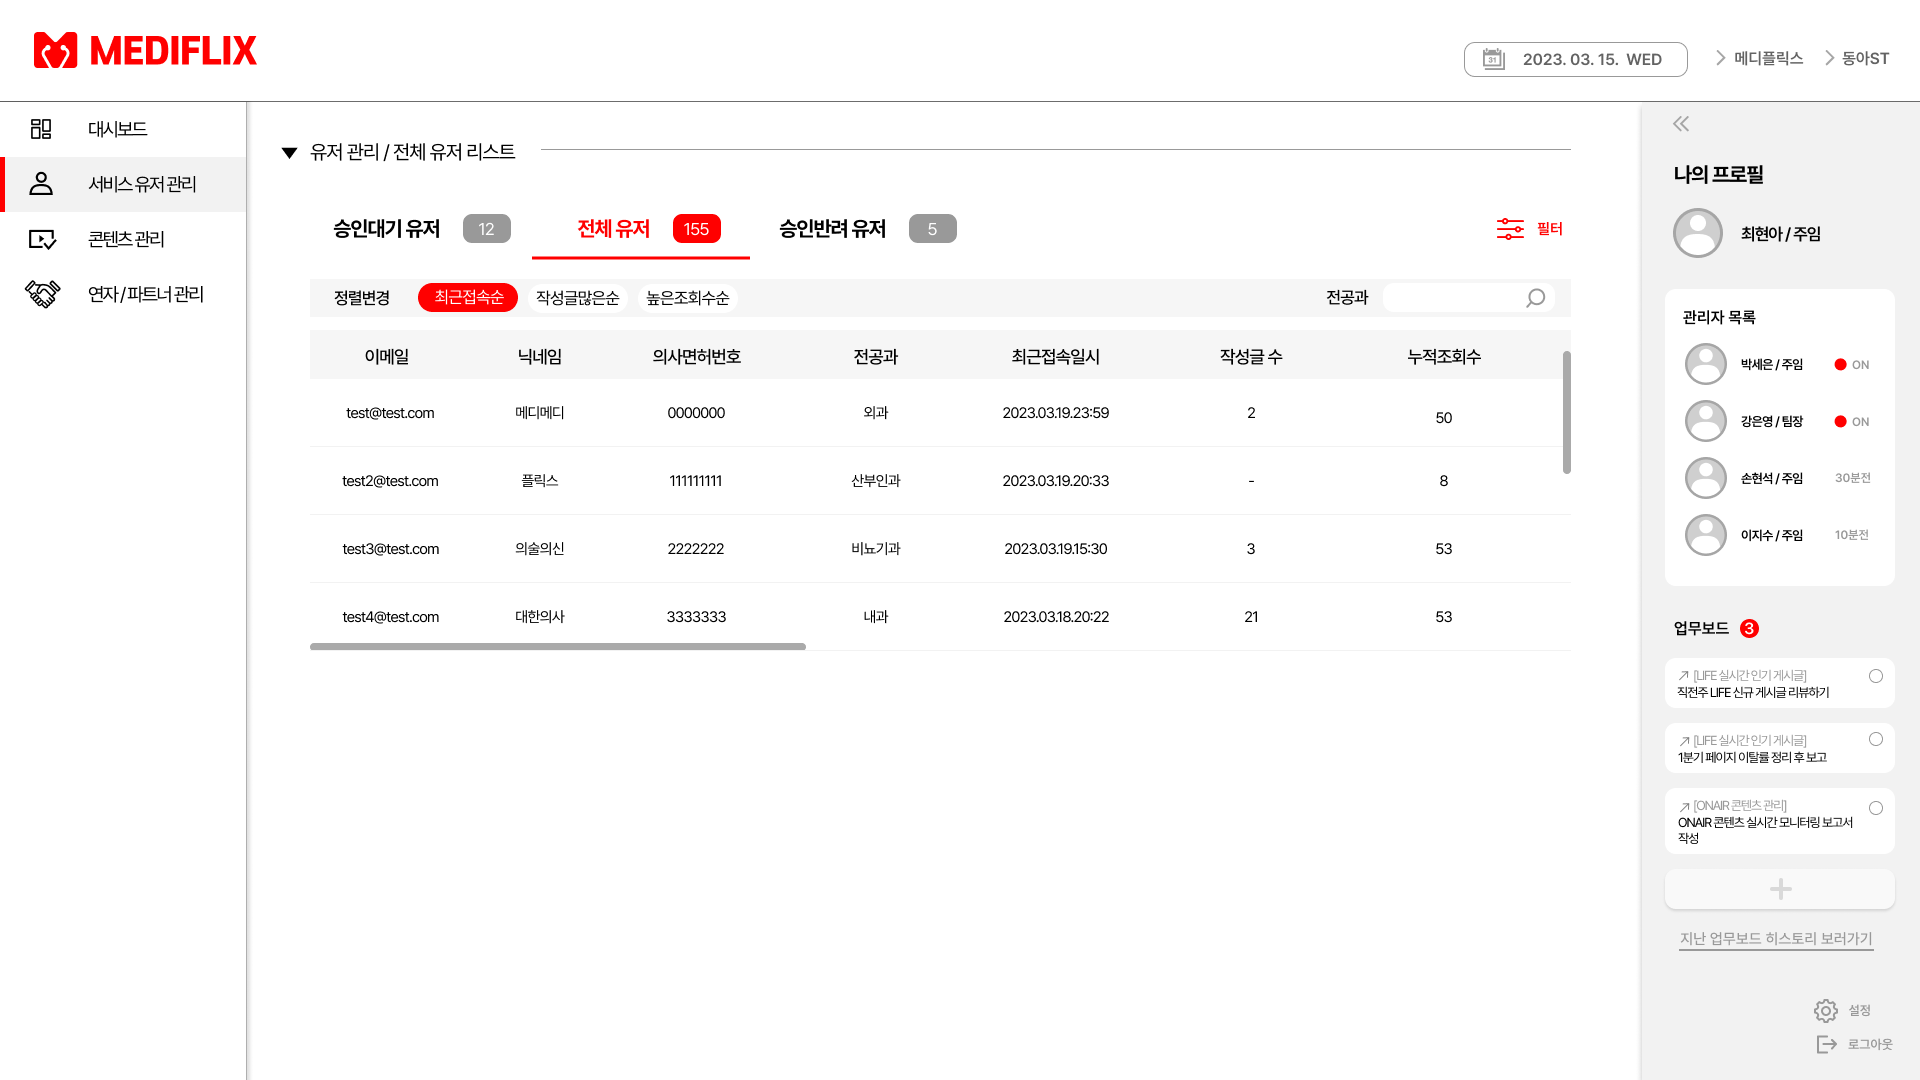 MEDIFLIX
31
2023. 03. 15. WED
메디플릭스
동아ST
대시보드
서비스 유저 관리
콘텐츠 관리
연자 / 파트너 관리
유저 관리 / 전체 유저 리스트
승인대기 유저 12
전체 유저 155
승인반려 유저 5
필터
정렬변경 최근접속순 작성글많은순 높은조회수순
전공과
이메일 닉네임 의사면허번호 전공과 최근접속일시 작성글 수 누적조회수
test@test.com 메디메디 0000000 외과 2023.03.19.23:59 2 50
test2@test.com 플릭스 111111111 산부인과 2023.03.19.20:33 - 8
test3@test.com 의술의신 2222222 비뇨기과 2023.03.19.15:30 3 53
test4@test.com 대한의사 3333333 내과 2023.03.18.20:22 21 53
나의 프로필
최현아 / 주임
관리자 목록
박세은 / 주임 ON
강은영 / 팀장 ON
손현석 / 주임 30분전
이지수 / 주임 10분전
업무보드 3
[LIFE 실시간 인기 게시글]
직전주 LIFE 신규 게시글 리뷰하기
[LIFE 실시간 인기 게시글]
1분기 페이지 이탈률 정리 후 보고
[ONAIR 콘텐츠 관리]
ONAIR 콘텐츠 실시간 모니터링 보고서
작성
지난 업무보드 히스토리 보러가기
설정
로그아웃